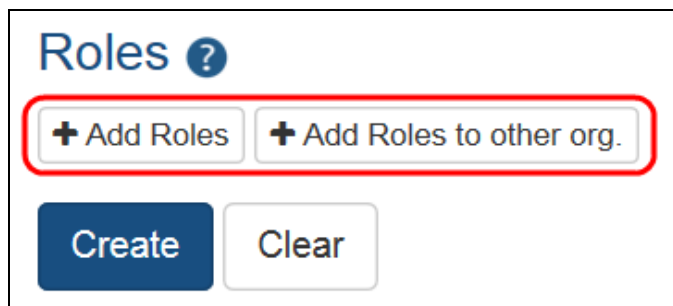 Roles ?
+ Add Roles + Add Roles to other org.
Create Clear